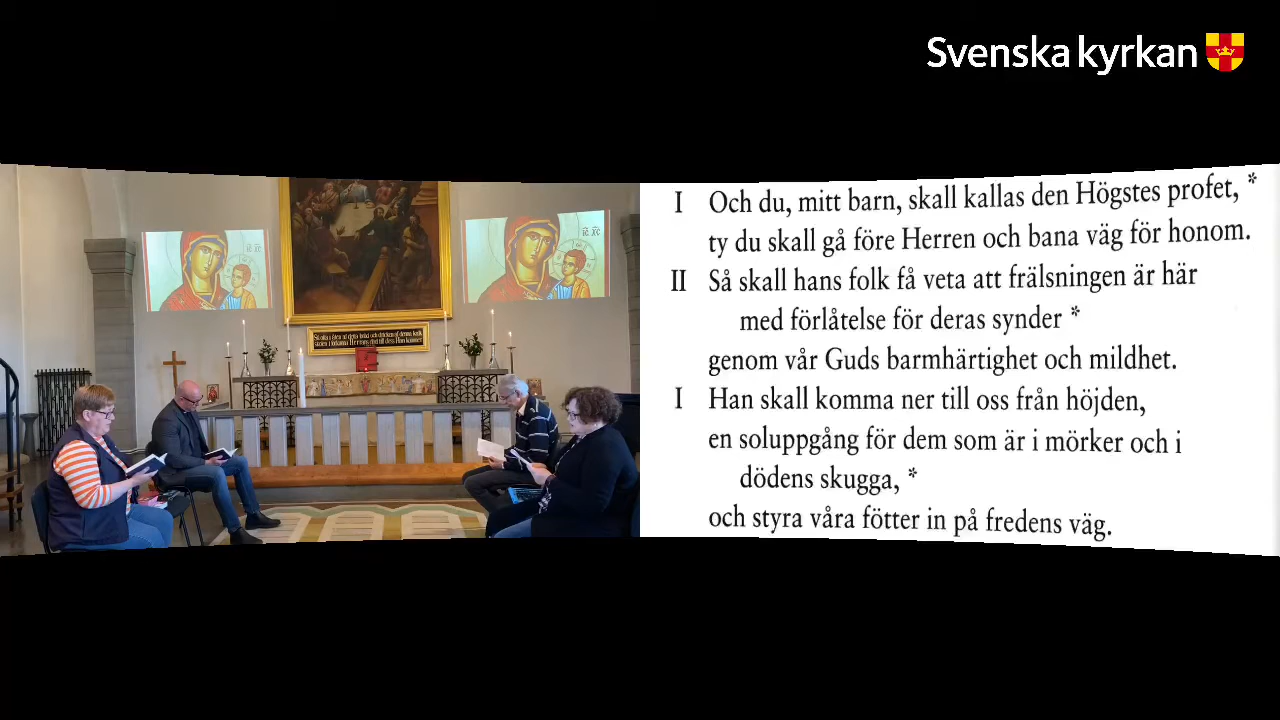 Svenska kyrkan
I Och du, mitt barn, skall kallas den Högstes profet, *
ty du skall gå före Herren och bana väg för honom.
II Så skall hans folk få veta att frälsningen är här
med förlåtelse för deras synder *
genom vår Guds barmhärtighet och mildhet.
I Han skall komma ner till oss från höjden,
en soluppgång för dem som är i mörker och i
dödens skugga, *
och styra våra fötter in på fredens väg.